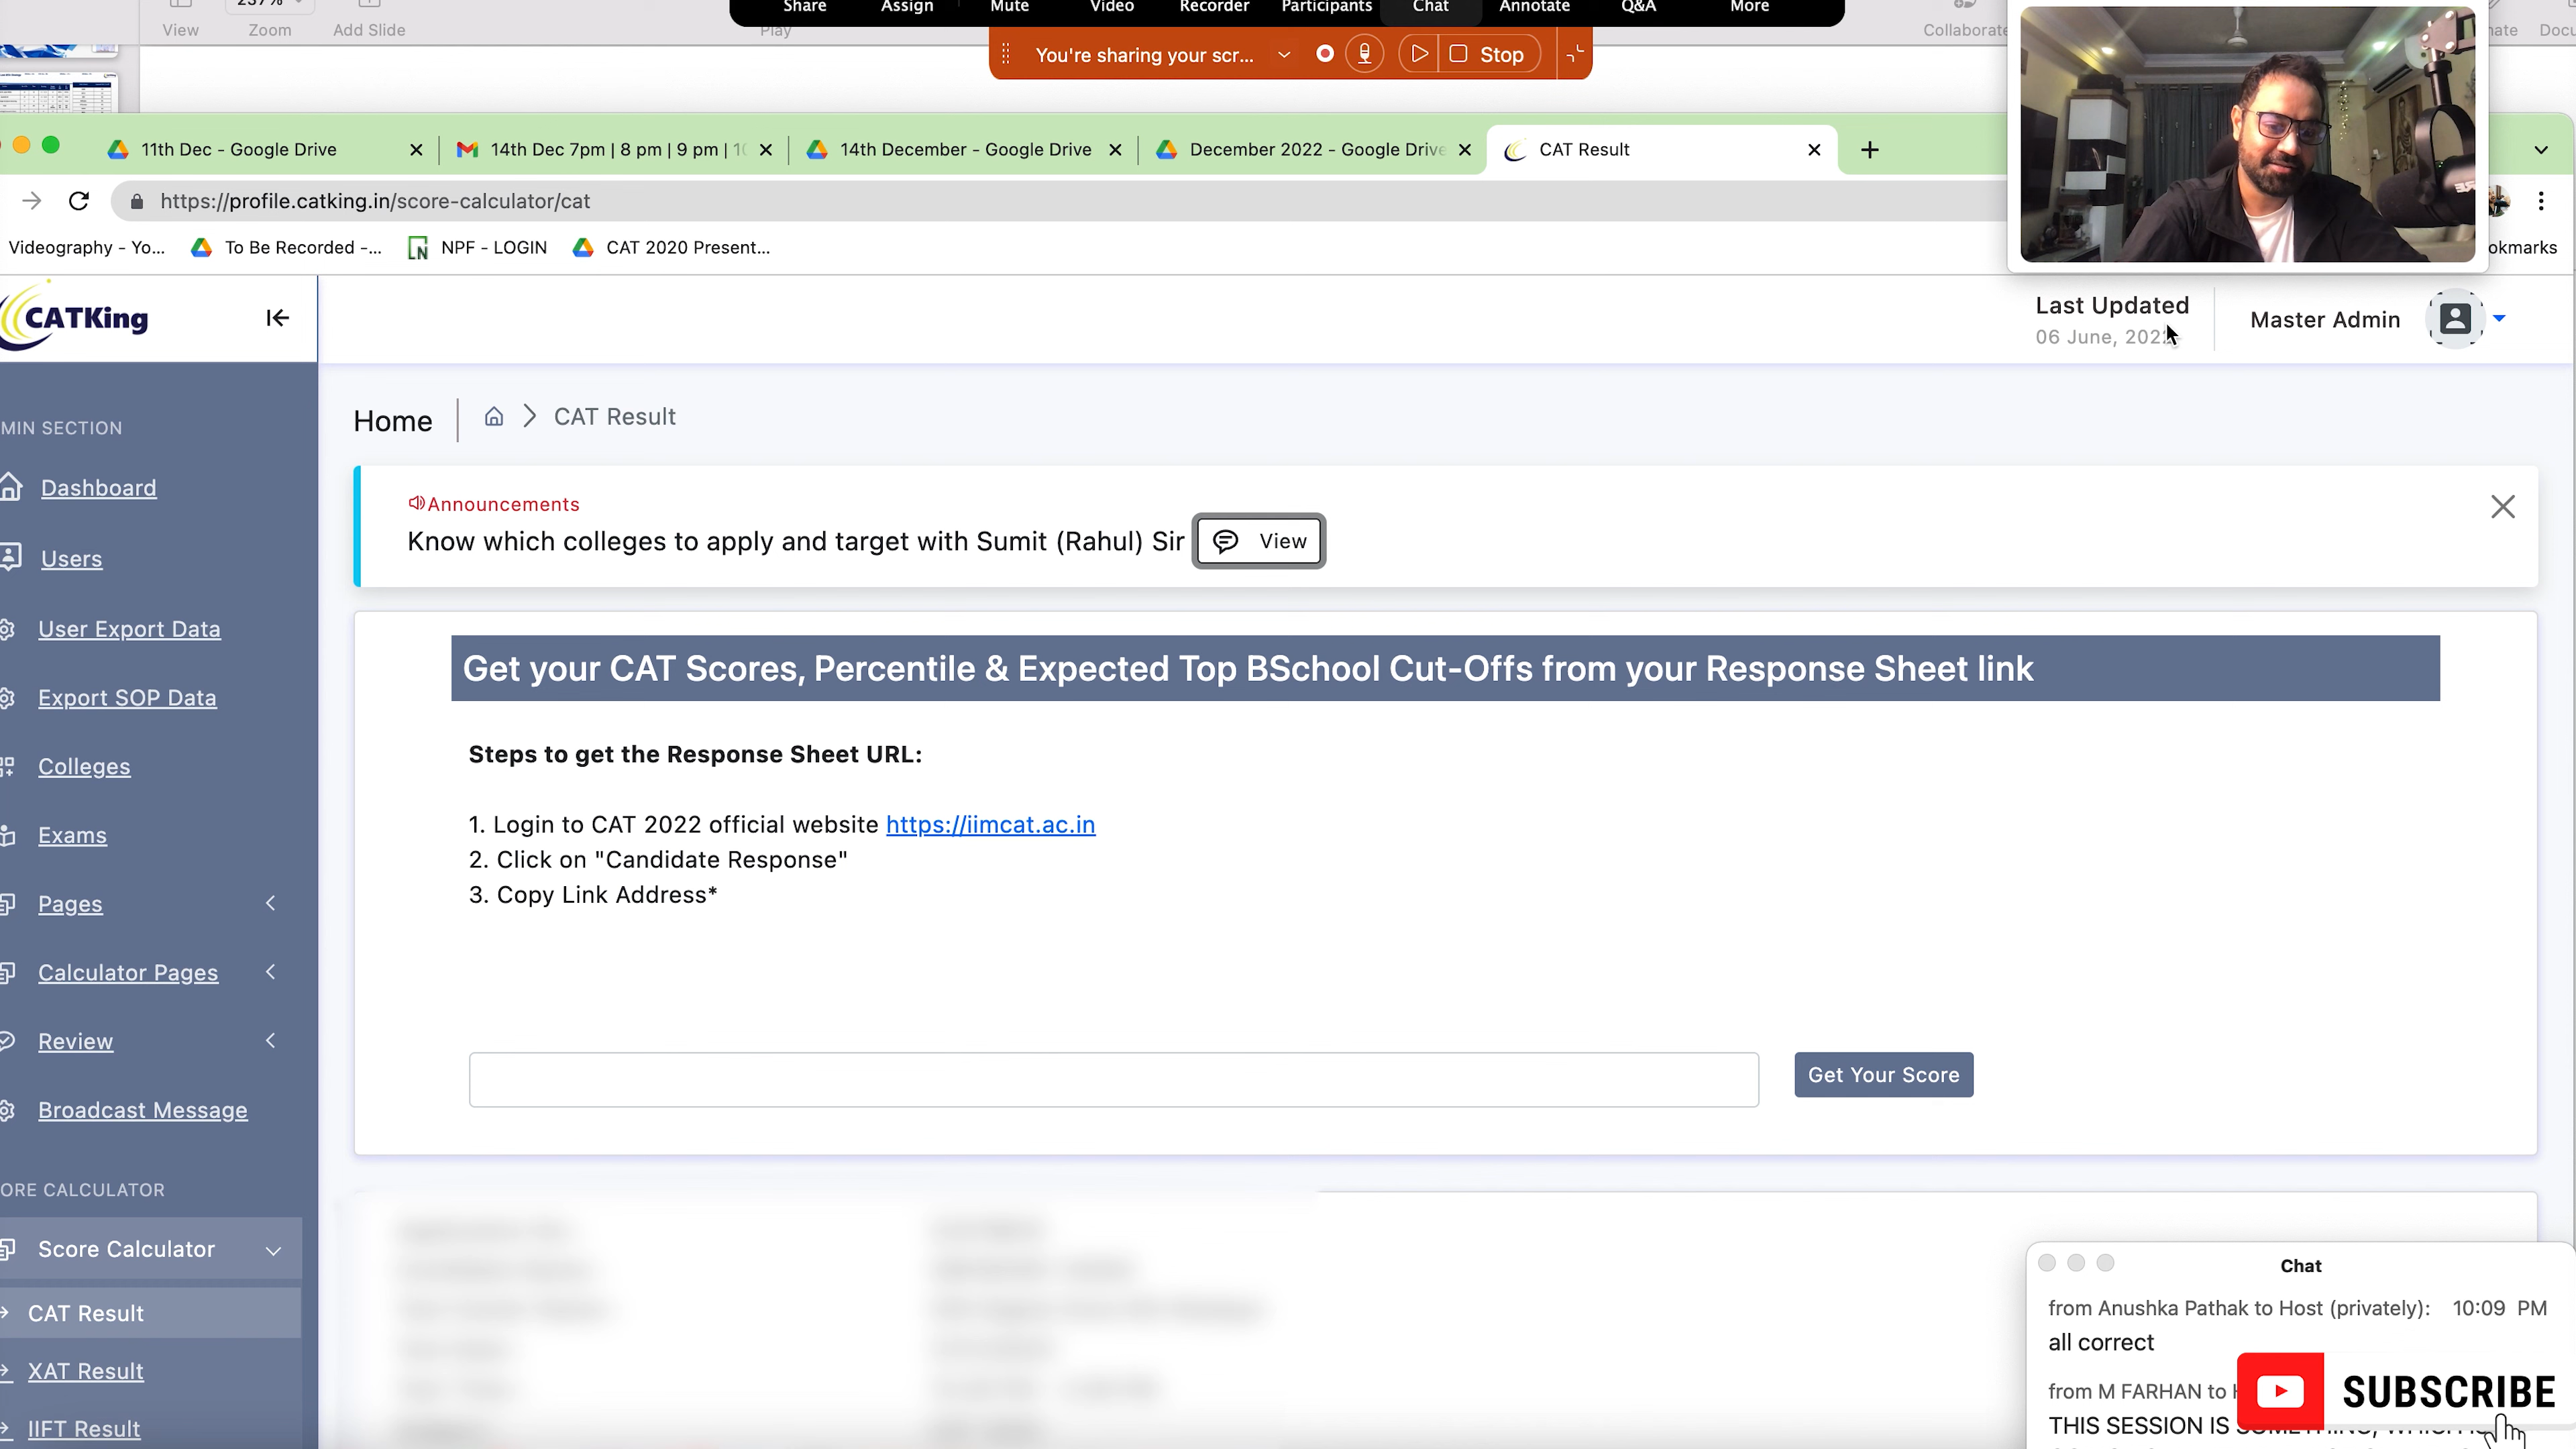 237%
View
Zoom
Add Slide
Play
Collaborate
Share
Assign
Mute
Video
Recorder
Participants
Chat
Annotate
Q&A
More
You're sharing your scr...
Stop
11th Dec - Google Drive
14th Dec 7pm | 8 pm | 9 pm |
14th December - Google Drive
December 2022 - Google Drive
CAT Result
https://profile.catking.in/score-calculator/cat
Videography - Yo...
To Be Recorded -...
NPF - LOGIN
CAT 2020 Present...
CATKing
Last Updated
06 June,
Master Admin
Home
CAT Result
Announcements
Know which colleges to apply and target with Sumit (Rahul) Sir
View
Get your CAT Scores, Percentile & Expected Top BSchool Cut-Offs from your Response Sheet link
Steps to get the Response Sheet URL:
1. Login to CAT 2022 official website https://iimcat.ac.in
2. Click on "Candidate Response"
3. Copy Link Address*
Get Your Score
MIN SECTION
Dashboard
Users
User Export Data
Export SOP Data
Colleges
Exams
Pages
Calculator Pages
Review
Broadcast Message
ORE CALCULATOR
Score Calculator
CAT Result
XAT Result
IIFT Result
Chat
from Anushka Pathak to Host (privately): 10:09 PM
all correct
from M FARHAN to
SUBSCRIBE
THIS SESSION IS